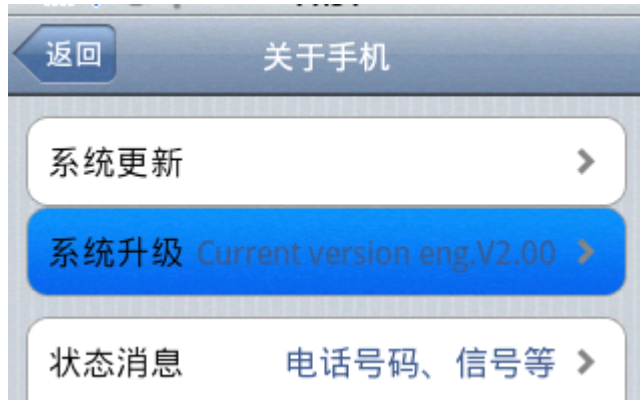 返回
关于手机
系统更新
系统升级 Current version eng.V2.00
状态消息 电话号码、信号等